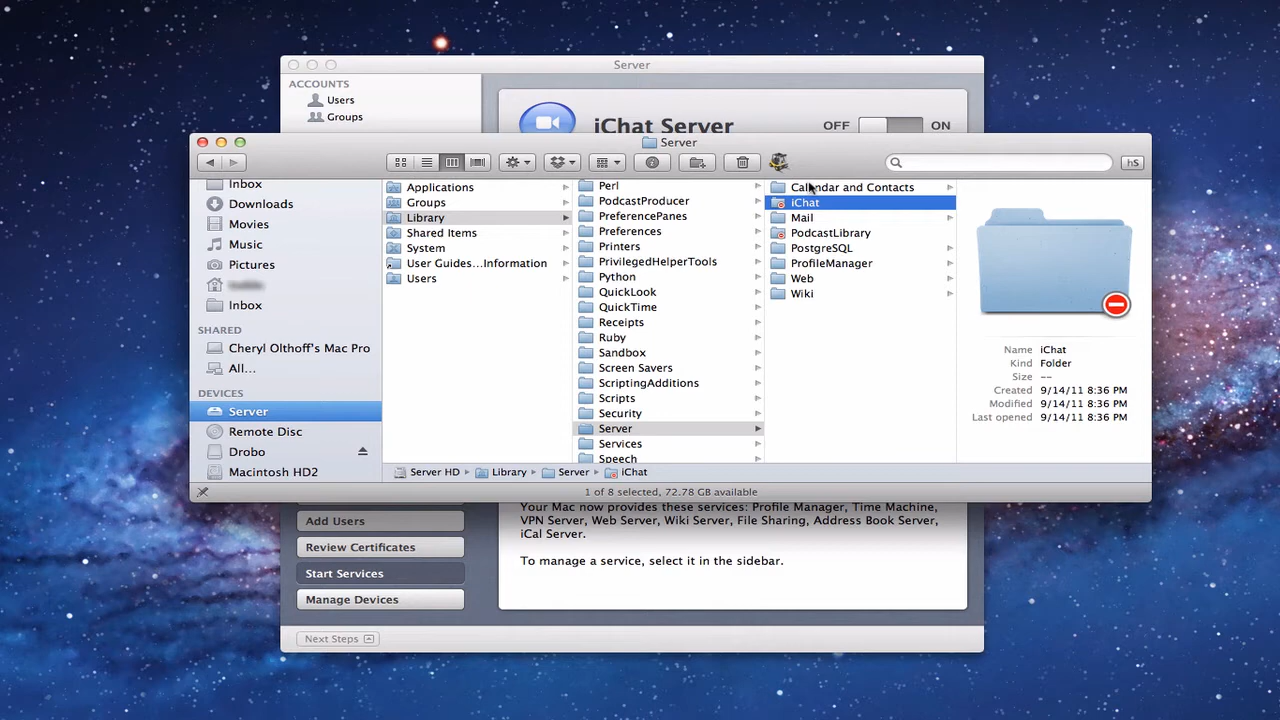 Server
ACCOUNTS
Users
Groups
iChat Server
OFF
ON
Server
hS
Inbox
Downloads
Movies
Music
Pictures
Inbox
SHARED
Cheryl Olthoff's Mac Pro
All...
DEVICES
Server
Remote Disc
Drobo
Macintosh HD2
Applications
Groups
Library
Shared Items
System
User Guides...Information
Users
Perl
PodcastProducer
PreferencePanes
Preferences
Printers
PrivilegedHelperTools
Python
QuickLook
QuickTime
Receipts
Ruby
Sandbox
Screen Savers
ScriptingAdditions
Scripts
Security
Server
Services
Speech
Calendar and Contacts
iChat
Mail
PodcastLibrary
PostgreSQL
ProfileManager
Web
Wiki
Name iChat
Kind Folder
Size --
Created 9/14/11 8:36 PM
Modified 9/14/11 8:36 PM
Last opened 9/14/11 8:36 PM
Server HD Library Server iChat
1 of 8 selected, 72.78 GB available
Add Users
Review Certificates
Start Services
Manage Devices
Your Mac now provides these services: Profile Manager, Time Machine,
VPN Server, Web Server, Wiki Server, File Sharing, Address Book Server,
iCal Server.
To manage a service, select it in the sidebar.
Next Steps